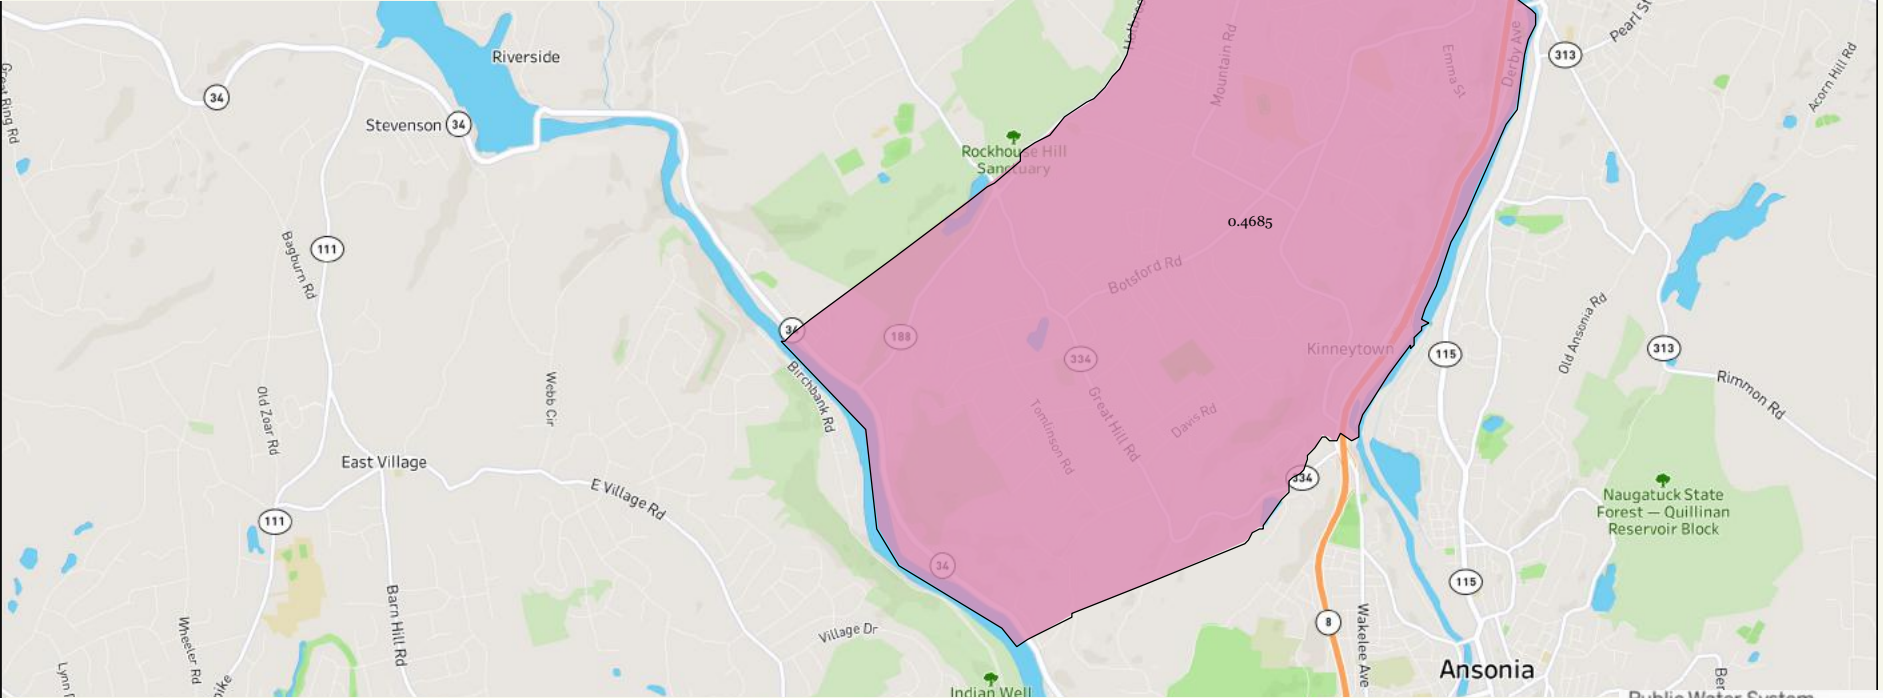 Riverside
34
Great Ring Rd
Stevenson
34
111
Bagburn Rd
Old Zoar Rd
Webb Cir
East Village
111
E Village Rd
Wheeler Rd
Barn Hill Rd
Village Dr
Rockhouse Hill
Sanctuary
34
188
Birchbank Rd
34
Indian Well
Mountain Rd
Emma St
Derby Ave
0.4685
Botsford Rd
Kinneytown
334
Great Hill Rd
Tomlinson Rd
Davis Rd
334
8
Wakelee Ave
Ansonia
313
Pearl St
Acorn Hill Rd
115
Old Ansonia Rd
313
Rimmon Rd
Naugatuck State
Forest — Quillinan
Reservoir Block
115
Public Water System